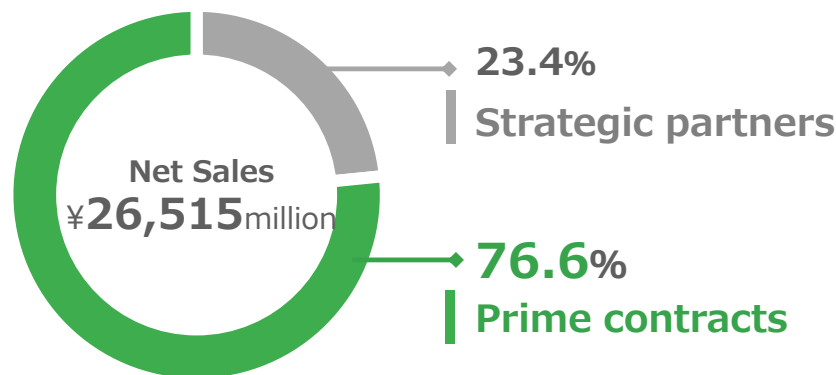 23.4%
Strategic partners
Net Sales
¥26,515million
76.6%
Prime contracts